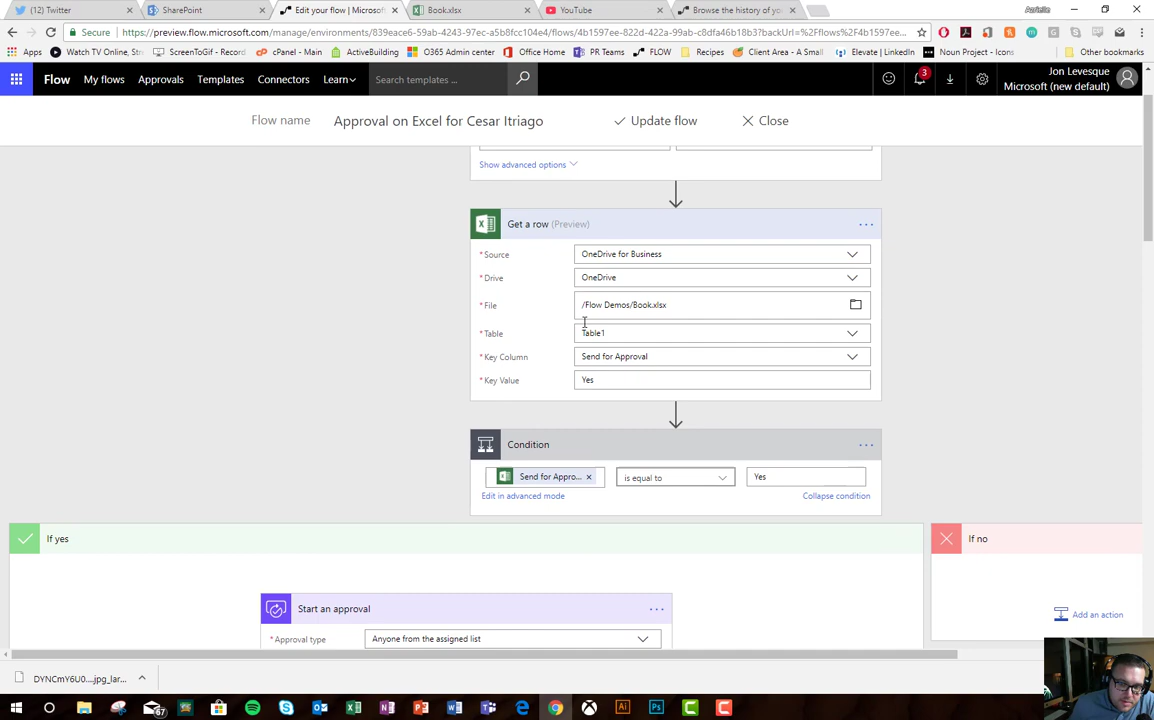 (1) Twitter
SharePoint
Edit your flow | Microsoft
Book.xlsx
YouTube
Browse the history of yo
Azrielle
Secure
https://preview.flow.microsoft.com/manage/environments/839eace6-59ab-4243-97ec-a5b8fcc104e4/flows/4b1597ee-822d-422a-99ab-c8dfa46b18b3?backUrl=%2Fflows%2F4b1597ee...
Apps
Watch TV Online, Str
ScreenToGif - Record
cPanel - Main
ActiveBuilding
O365 Admin center
Office Home
PR Teams
FLOW
Recipes
Client Area - A Small
Elevate | LinkedIn
Noun Project - Icons
Other bookmarks
Flow
My flows
Approvals
Templates
Connectors
Learn
Search templates...
3
Jon Levesque
Microsoft (new default)
Flow name
Approval on Excel for Cesar Itriago
Update flow
Close
Show advanced options
Get a row (Preview)
* Source
OneDrive for Business
* Drive
OneDrive
* File
/Flow Demos/Book.xlsx
* Table
Table1
* Key Column
Send for Approval
* Key Value
Yes
Condition
Send for Appro...
is equal to
Yes
Edit in advanced mode
Collapse condition
If yes
If no
Start an approval
Add an action
* Approval type
Anyone from the assigned list
DYNCmY6U0....jpg_lar...
67